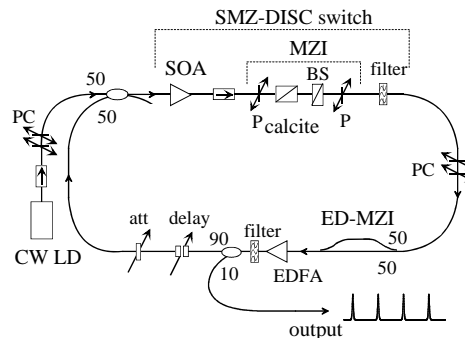 SMZ-DISC switch
MZI
SOA
BS
filter
50
50
PC
P
calcite
P
PC
CW LD
att
delay
90
10
filter
EDFA
ED-MZI
50
50
output